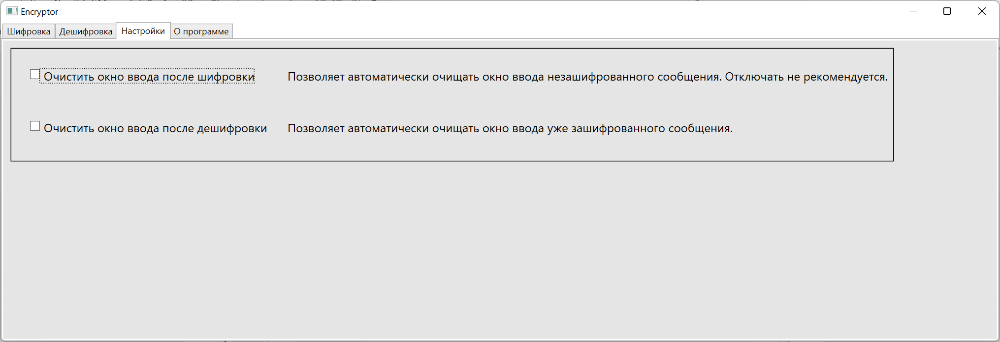 Encryptor
Шифровка Дешифровка Настройки О программе
Очистить окно ввода после шифровки Позволяет автоматически очищать окно ввода незашифрованного сообщения. Отключать не рекомендуется.
Очистить окно ввода после дешифровки Позволяет автоматически очищать окно ввода уже зашифрованного сообщения.